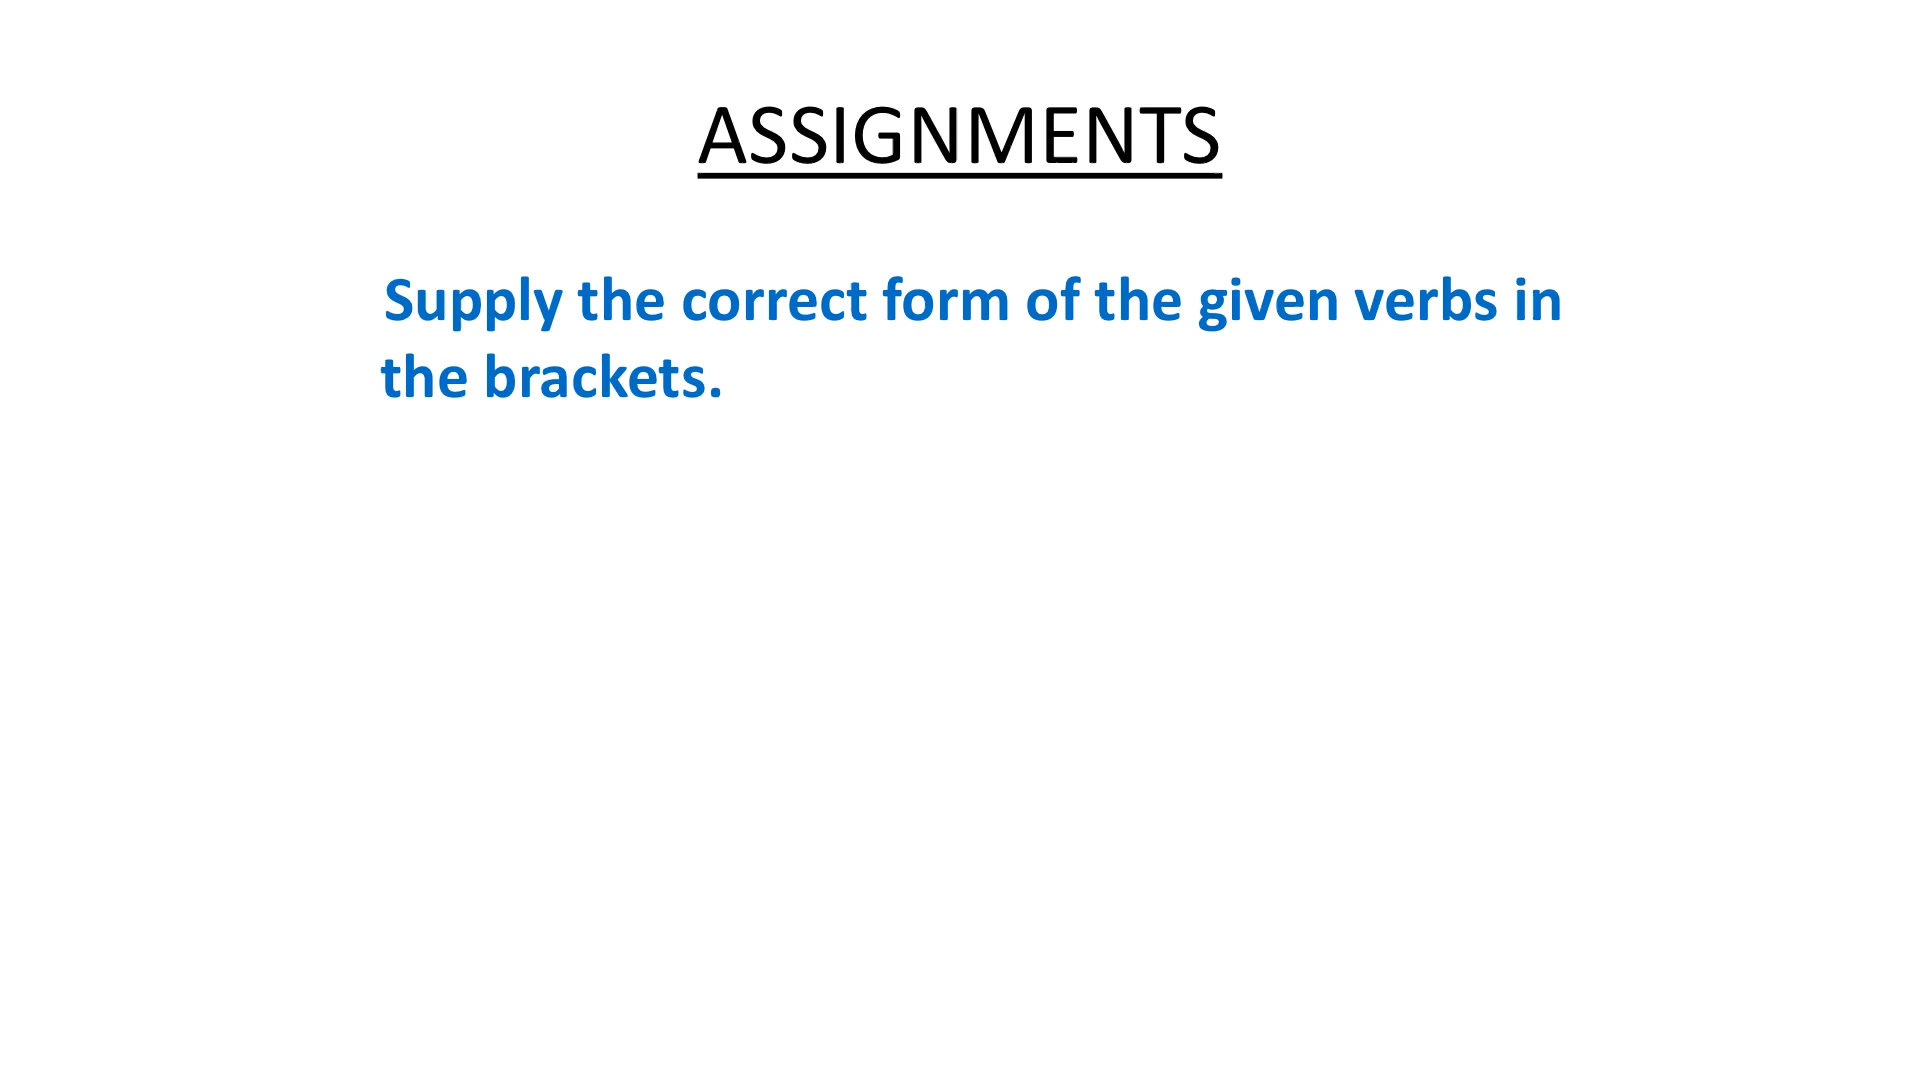 ASSIGNMENTS
Supply the correct form of the given verbs in
the brackets.